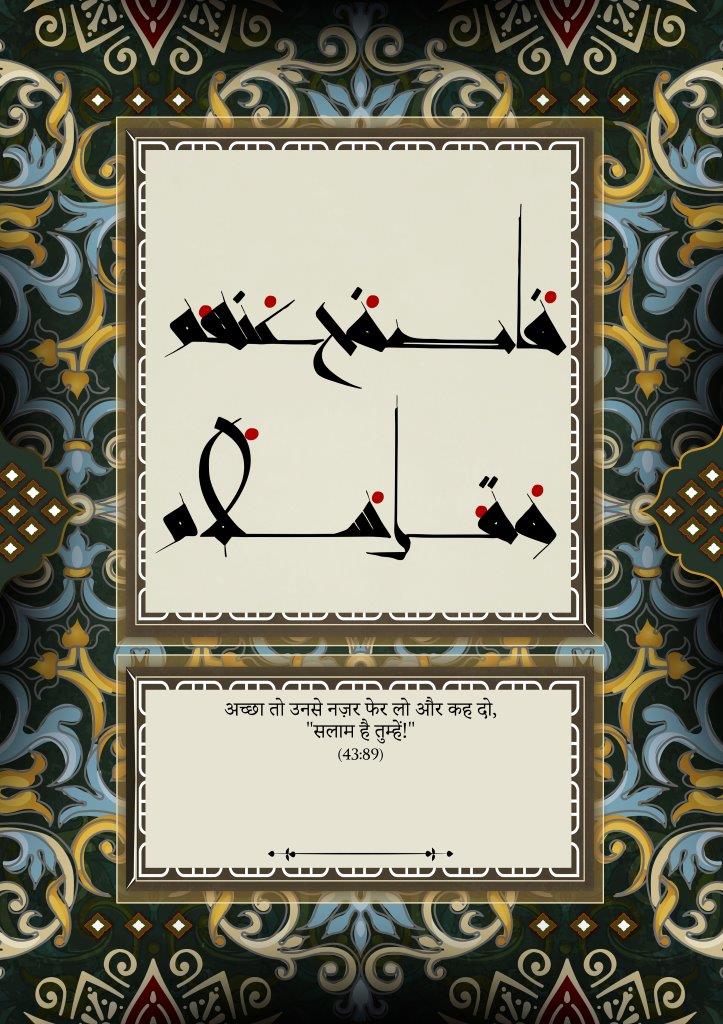 فاصفح عنهم
وقل سلام
अच्छा तो उनसे नज़र फेर लो और कह दो,
"सलाम है तुम्हें!"
(43:89)